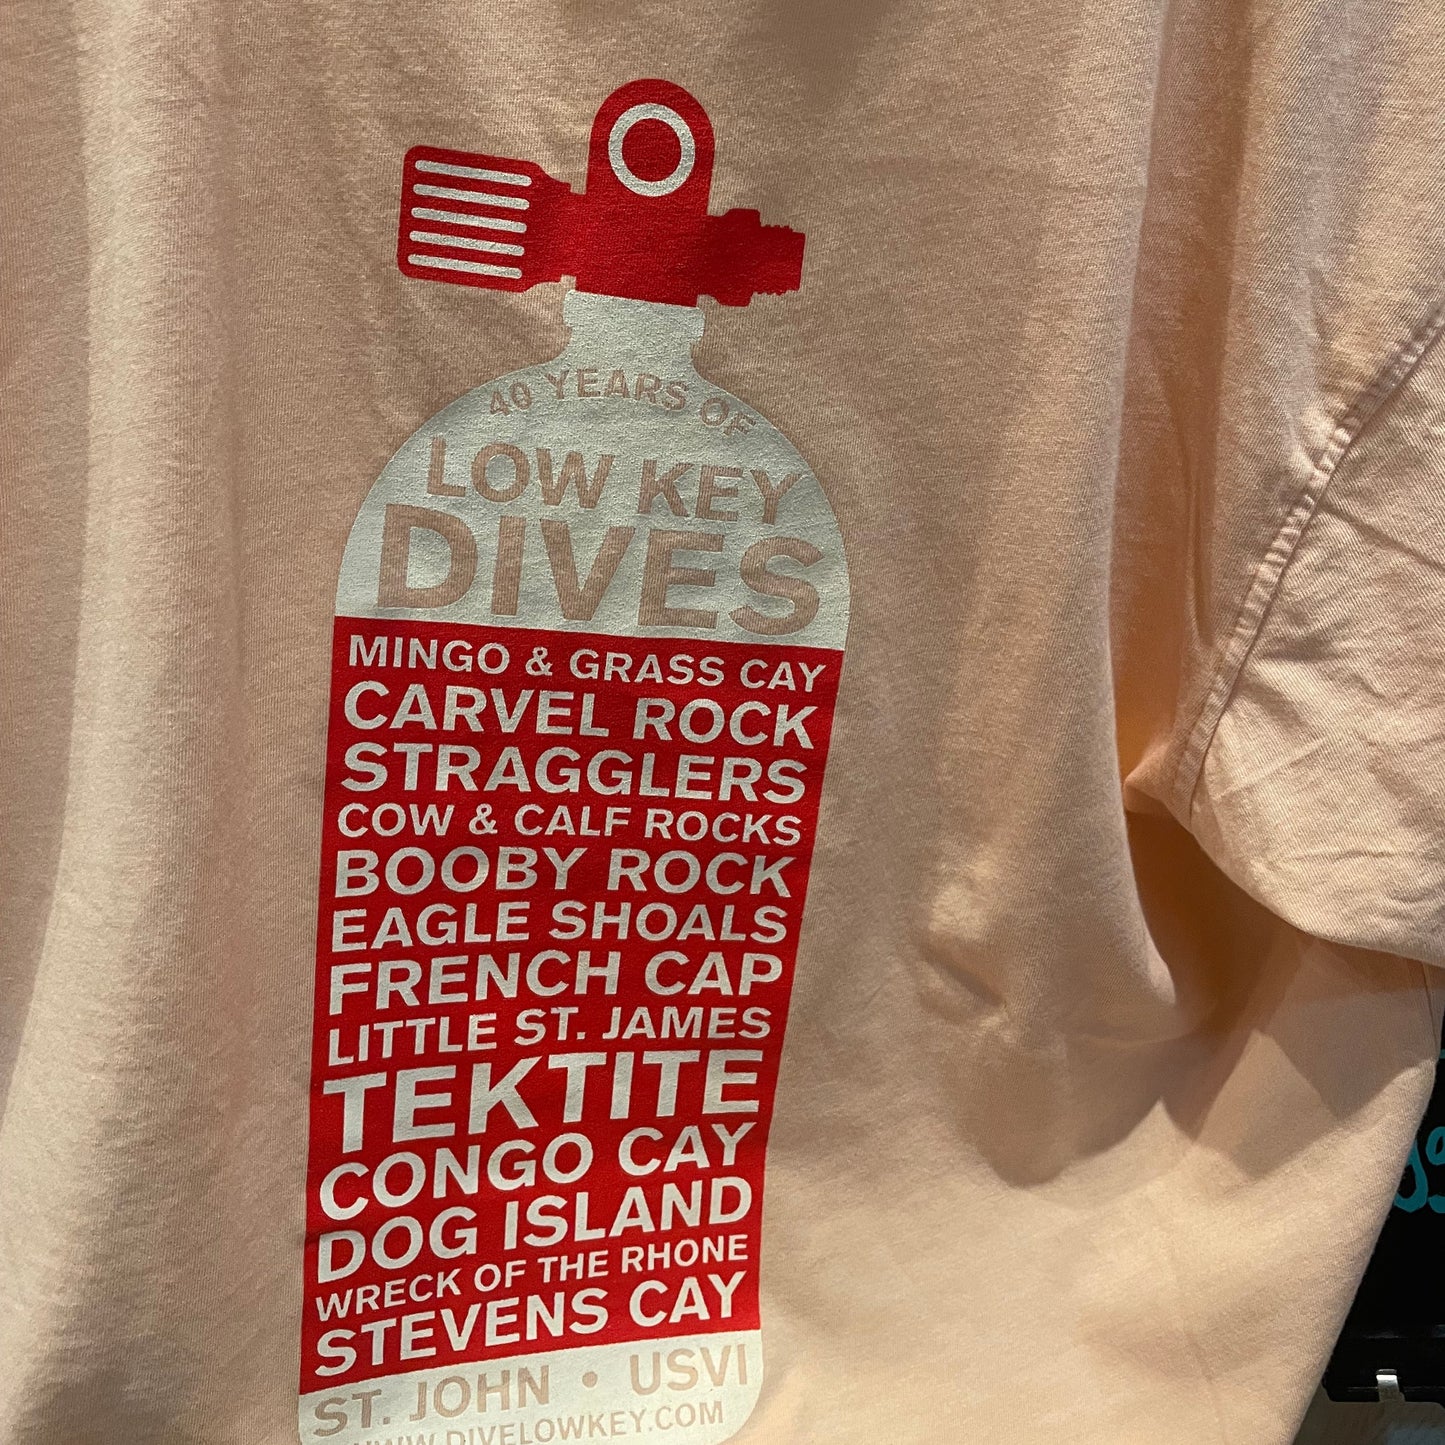 40 YEARS OF
LOW KEY
DIVES
MINGO & GRASS CAY
CARVEL ROCK
STRAGGLERS
COW & CALF ROCKS
BOOBY ROCK
EAGLE SHOALS
FRENCH CAP
LITTLE ST. JAMES
TEKTITE
CONGO CAY
DOG ISLAND
WRECK OF THE RHONE
STEVENS CAY
ST. JOHN • USVI
WWW.DIVELOWKEY.COM